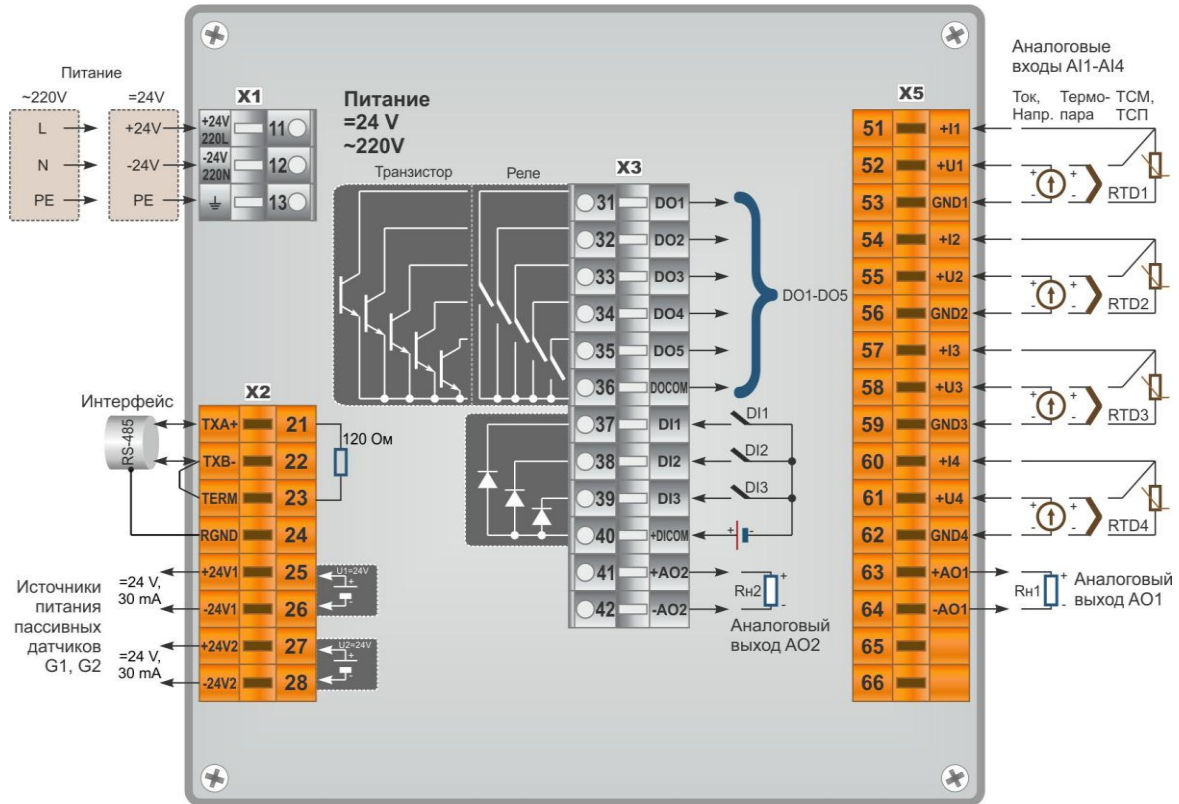 Питание
~220V
=24V
L
+24V
N
-24V
PE
PE
X1
+24V
220L
11
-24V
220N
12
13
Питание
=24 V
~220V
Транзистор
Реле
X3
31
DO1
32
DO2
33
DO3
34
DO4
35
DO5
36
DOCOM
DO1-DO5
37
DI1
DI1
38
DI2
DI2
39
DI3
DI3
40
+DICOM
+
-
41
+AO2
42
-AO2
Rн2
+
-
Аналоговый
выход АО2
Интерфейс
RS-485
X2
TXA+
21
TXB-
22
TERM
23
RGND
24
120 Ом
+24V1
25
-24V1
26
+24V2
27
-24V2
28
U1=24V
+
-
U2=24V
+
-
Источники
питания
пассивных
датчиков
G1, G2
=24 V,
30 mA
=24 V,
30 mA
Аналоговые
входы AI1-AI4
Ток,
Напр.
Термо-
пара
ТСМ,
ТСП
X5
51
+I1
52
+U1
53
GND1
+
-
+
-
RTD1
54
+I2
55
+U2
56
GND2
+
-
+
-
RTD2
57
+I3
58
+U3
59
GND3
+
-
+
-
RTD3
60
+I4
61
+U4
62
GND4
+
-
+
-
RTD4
63
+AO1
64
-AO1
65
66
Rн1
+
-
Аналоговый
выход АО1